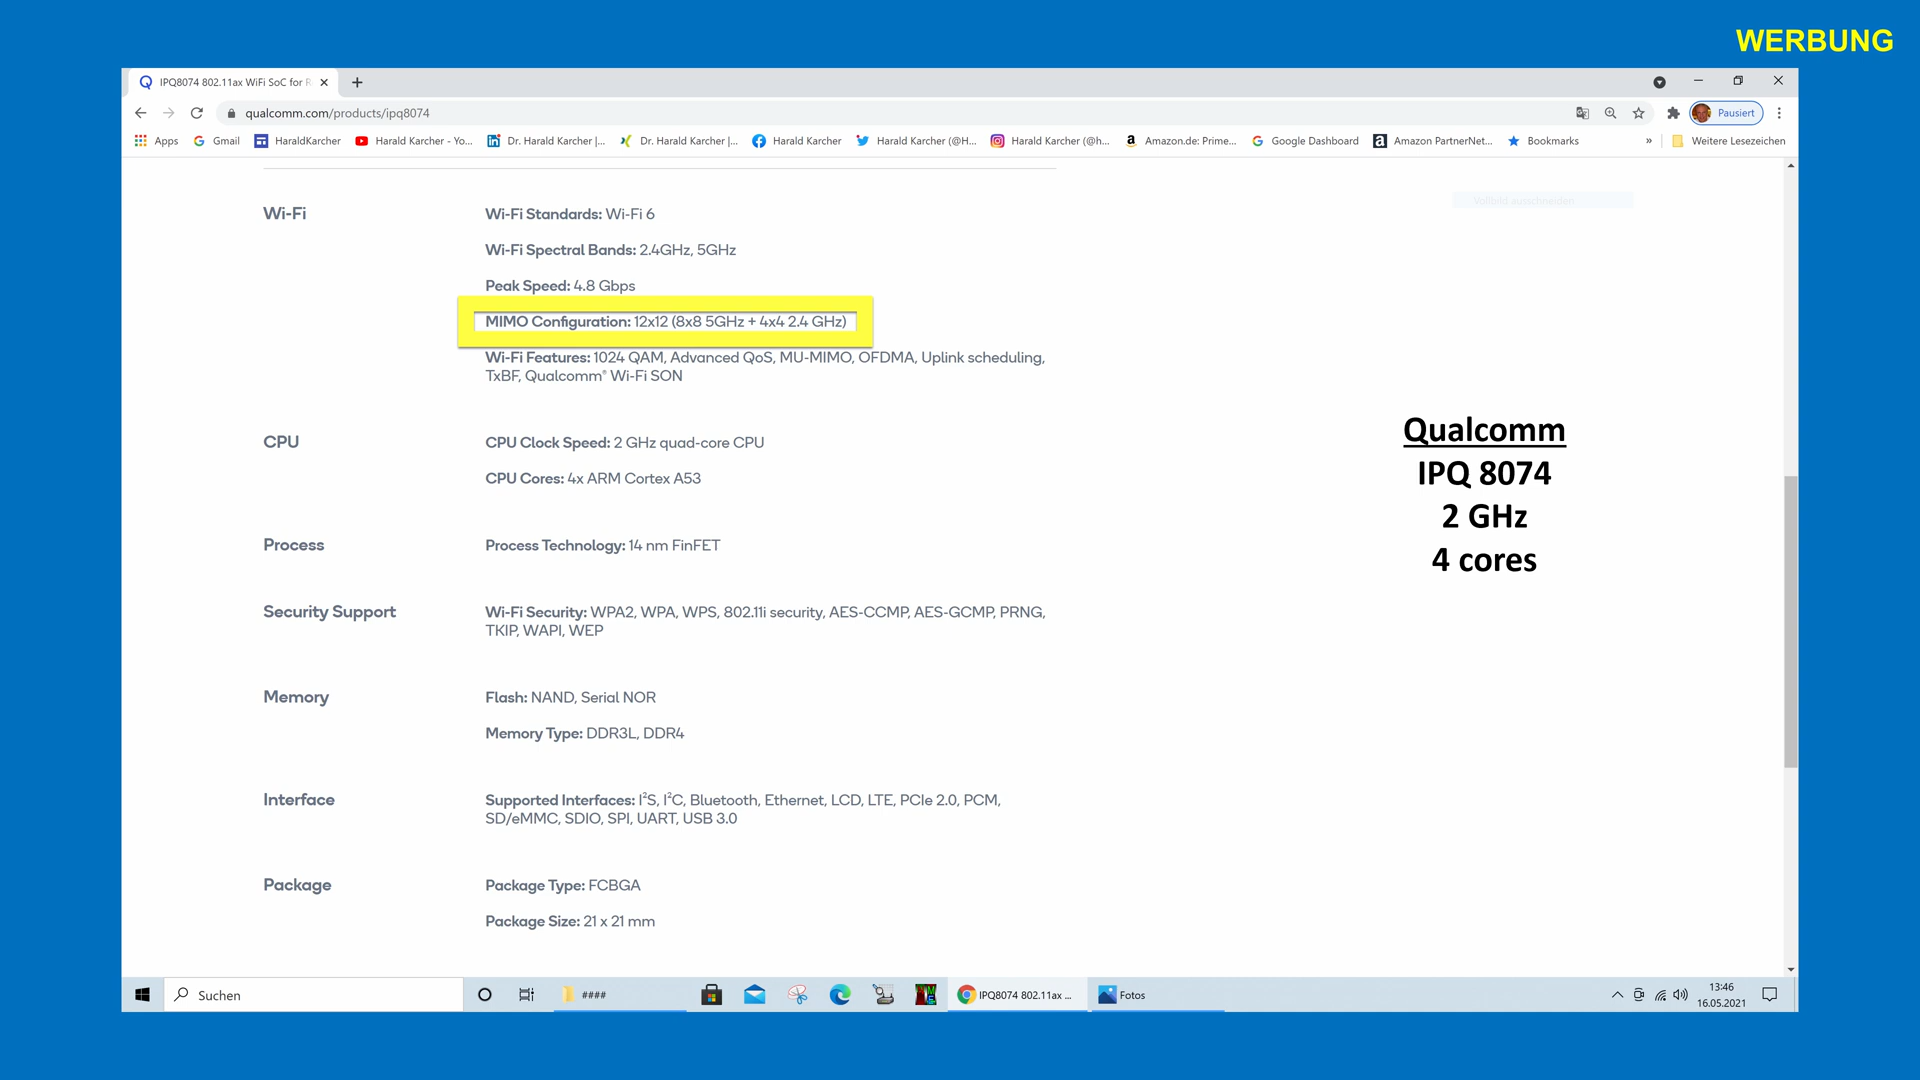 WERBUNG
IPQ8074 802.11ax WiFi SoC for R
qualcomm.com/products/ipq8074
Pausiert
Apps
Gmail
HaraldKarcher
Harald Karcher - Yo...
Dr. Harald Karcher |...
Dr. Harald Karcher |...
Harald Karcher
Harald Karcher (@H...
Harald Karcher (@h...
Amazon.de: Prime...
Google Dashboard
Amazon PartnerNet...
Bookmarks
»
Weitere Lesezeichen
Vollbild ausschneiden
Wi-Fi
Wi-Fi Standards: Wi-Fi 6
Wi-Fi Spectral Bands: 2.4GHz, 5GHz
Peak Speed: 4.8 Gbps
MIMO Configuration: 12x12 (8x8 5GHz + 4x4 2.4 GHz)
Wi-Fi Features: 1024 QAM, Advanced QoS, MU-MIMO, OFDMA, Uplink scheduling,
TxBF, Qualcomm® Wi-Fi SON
CPU
CPU Clock Speed: 2 GHz quad-core CPU
CPU Cores: 4x ARM Cortex A53
Process
Process Technology: 14 nm FinFET
Security Support
Wi-Fi Security: WPA2, WPA, WPS, 802.11i security, AES-CCMP, AES-GCMP, PRNG,
TKIP, WAPI, WEP
Memory
Flash: NAND, Serial NOR
Memory Type: DDR3L, DDR4
Interface
Supported Interfaces: I²S, I²C, Bluetooth, Ethernet, LCD, LTE, PCIe 2.0, PCM,
SD/eMMC, SDIO, SPI, UART, USB 3.0
Package
Package Type: FCBGA
Package Size: 21 x 21 mm
Qualcomm
IPQ 8074
2 GHz
4 cores
Suchen
####
IPQ8074 802.11ax ...
Fotos
13:46
16.05.2021